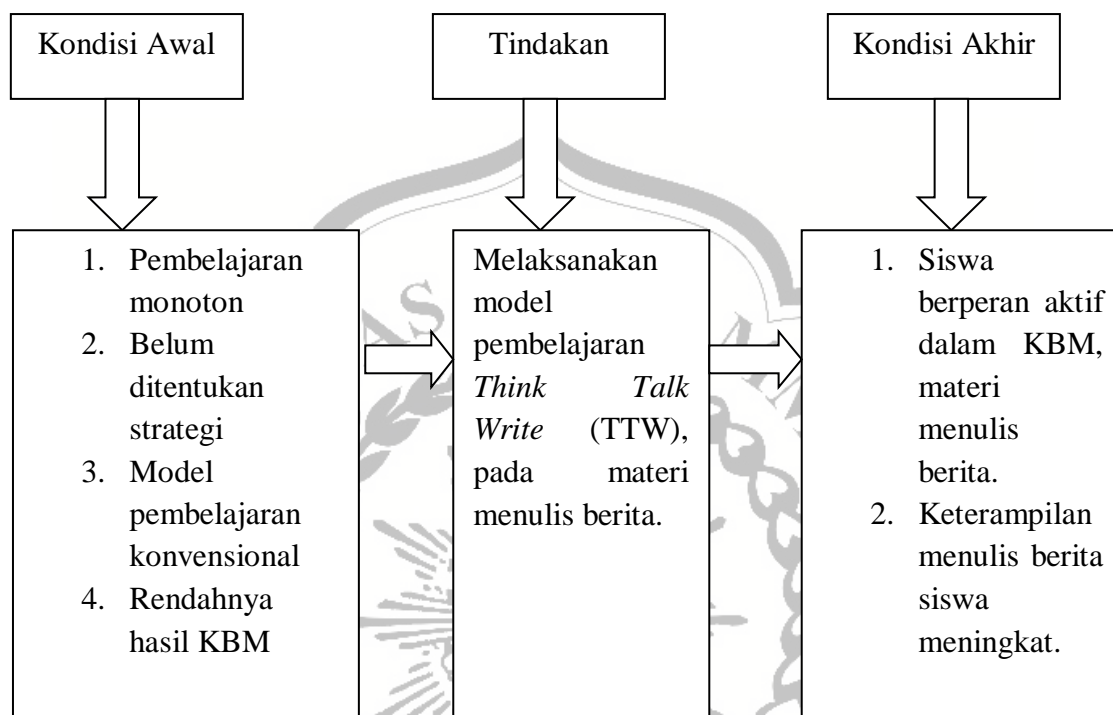 Kondisi Awal
Tindakan
Kondisi Akhir
1. Pembelajaran
monoton
2. Belum
ditentukan
strategi
3. Model
pembelajaran
konvensional
4. Rendahnya
hasil KBM
Melaksanakan
model
pembelajaran
Think Talk
Write (TTW),
pada materi
menulis berita.
1. Siswa
berperan aktif
dalam KBM,
materi
menulis
berita.
2. Keterampilan
menulis berita
siswa
meningkat.